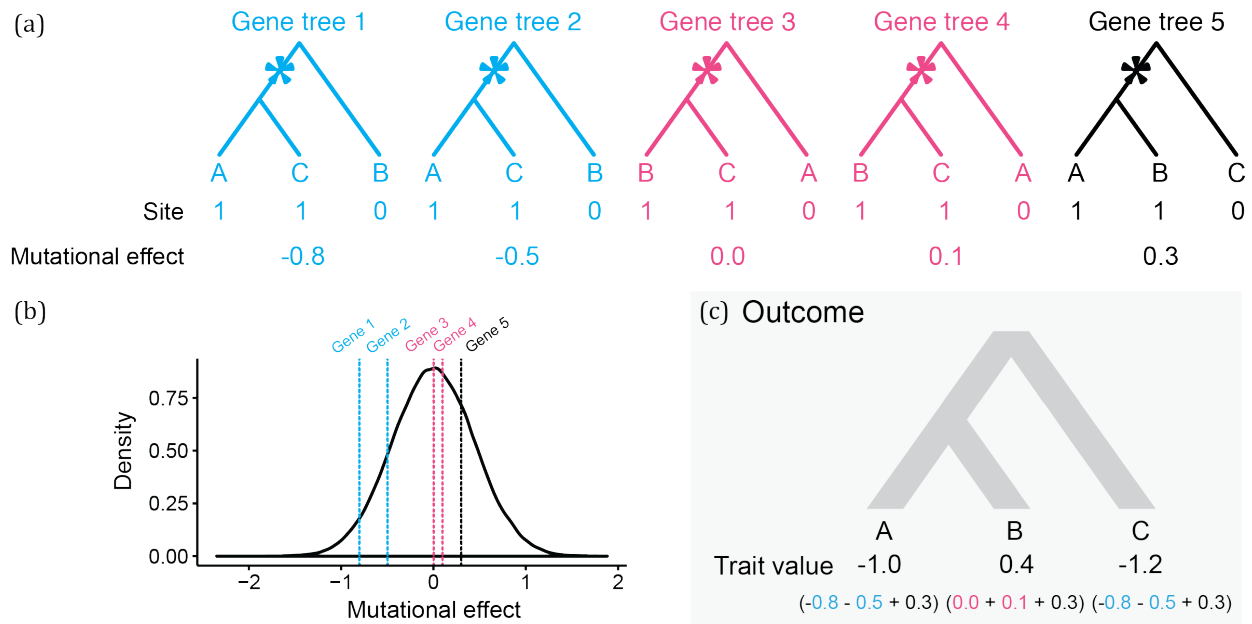 (a)
Gene tree 1 Gene tree 2 Gene tree 3 Gene tree 4 Gene tree 5
A C B A C B B C A B C A A B C
Site 1 1 0 1 1 0 1 1 0 1 1 0 1 1 0
Mutational effect -0.8 -0.5 0.0 0.1 0.3
(b)
Gene 1 Gene 2 Gene 3 Gene 4 Gene 5
0.75
0.50
0.25
0.00
Density
−2 −1 0 1 2
Mutational effect
(c) Outcome
A B C
Trait value -1.0 0.4 -1.2
(-0.8 - 0.5 + 0.3) (0.0 + 0.1 + 0.3) (-0.8 - 0.5 + 0.3)